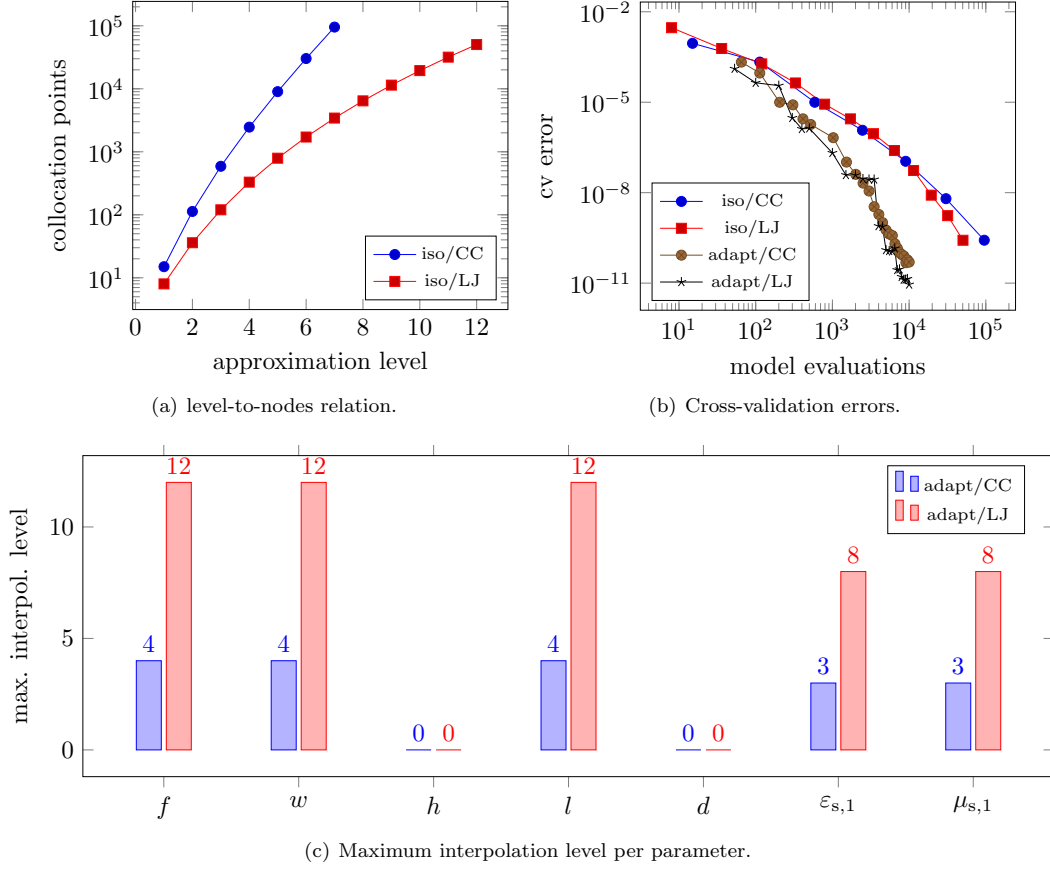 10^5
10^4
10^3
10^2
10^1
collocation points
iso/CC
iso/LJ
0 2 4 6 8 10 12
approximation level
(a) level-to-nodes relation.
10^−2
10^−5
10^−8
10^−11
cv error
iso/CC
iso/LJ
adapt/CC
adapt/LJ
10^1 10^2 10^3 10^4 10^5
model evaluations
(b) Cross-validation errors.
max. interpol. level
10
5
0
12 12 12
8 8
4 4 4
3 3
0 0 0 0
adapt/CC
adapt/LJ
f w h l d ε_{s,1} μ_{s,1}
(c) Maximum interpolation level per parameter.